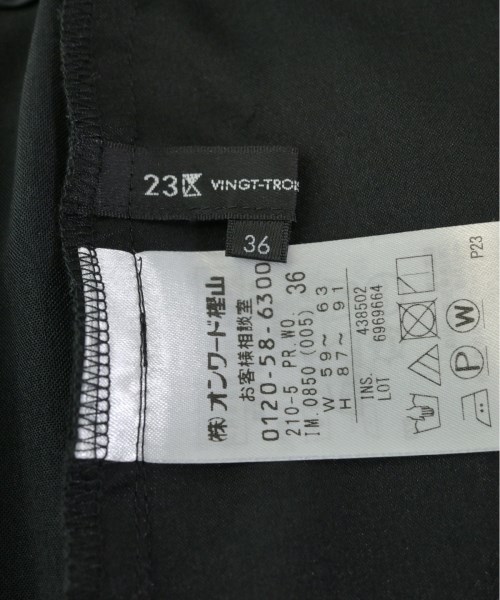 23区 VINGT-TROIS
36
(株)オンワード樫山
お客様相談室
0120-58-6300
210-5 PR.WO. 36
IM.0850 (005)
W 59~ 63
H 87~ 91
INS. 438502
LOT 6969664
P W
P23